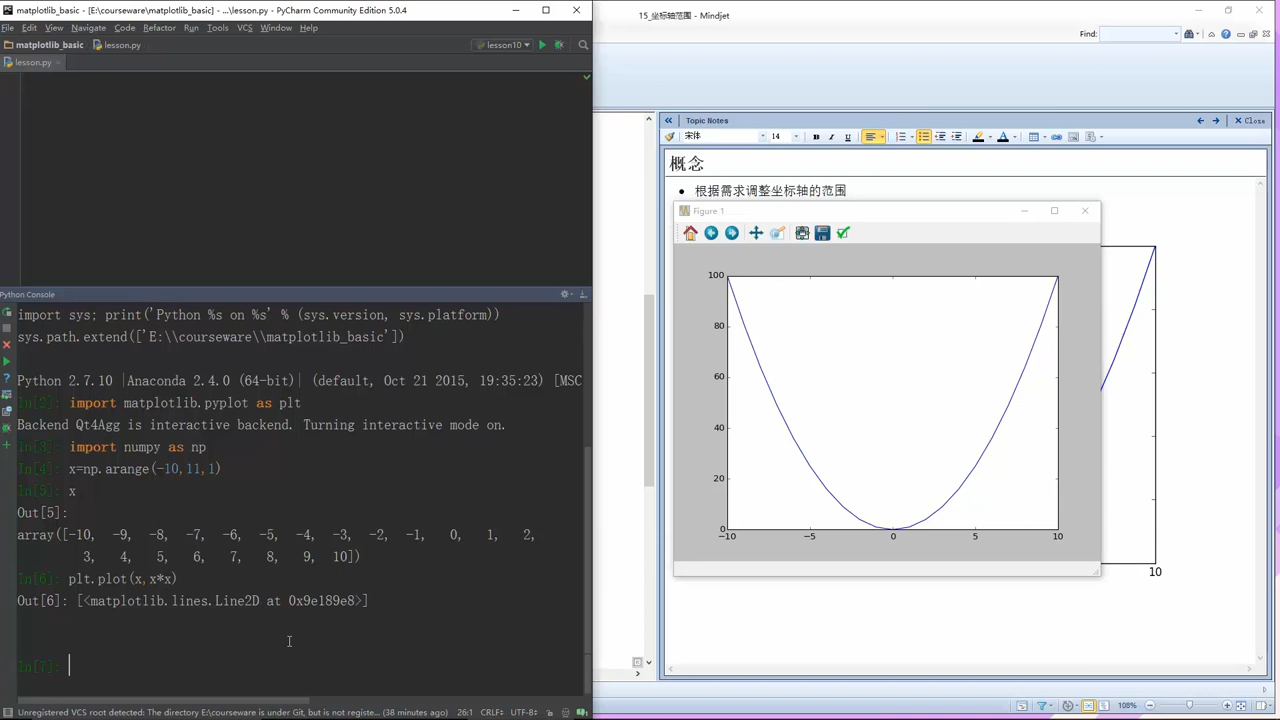 matplotlib_basic - [E:\courseware\matplotlib_basic] - ...\lesson.py - PyCharm Community Edition 5.0.4
File Edit View Navigate Code Refactor Run Tools VCS Window Help
matplotlib_basic lesson.py
lesson10
lesson.py
Python Console
import sys; print('Python %s on %s' % (sys.version, sys.platform))
sys.path.extend(['E:\\courseware\\matplotlib_basic'])
Python 2.7.10 |Anaconda 2.4.0 (64-bit)| (default, Oct 21 2015, 19:35:23) [MSC
In[2]: import matplotlib.pyplot as plt
Backend Qt4Agg is interactive backend. Turning interactive mode on.
In[3]: import numpy as np
In[4]: x=np.arange(-10,11,1)
In[5]: x
Out[5]:
array([-10, -9, -8, -7, -6, -5, -4, -3, -2, -1, 0, 1, 2,
3, 4, 5, 6, 7, 8, 9, 10])
In[6]: plt.plot(x,x*x)
Out[6]: [<matplotlib.lines.Line2D at 0x9e189e8>]
In[7]:
Unregistered VCS root detected: The directory E:\courseware is under Git, but is not registe... (38 minutes ago) 26:1 CRLF÷ UTF-8÷
15_坐标轴范围 - Mindjet
Find:
Topic Notes
Close
宋体 14 B I U
概念
• 根据需求调整坐标轴的范围
Figure 1
100
80
60
40
20
0
−10 −5 0 5 10
10
108%